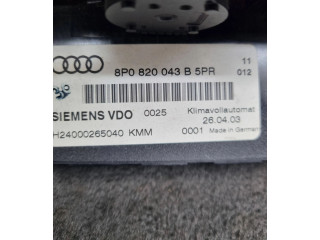 8P0 820 043 B 5PR
11
012
SIEMENS VDO 0025 Klimavollautomat
26.04.03
H24000265040 KMM 0001 Made in Germany